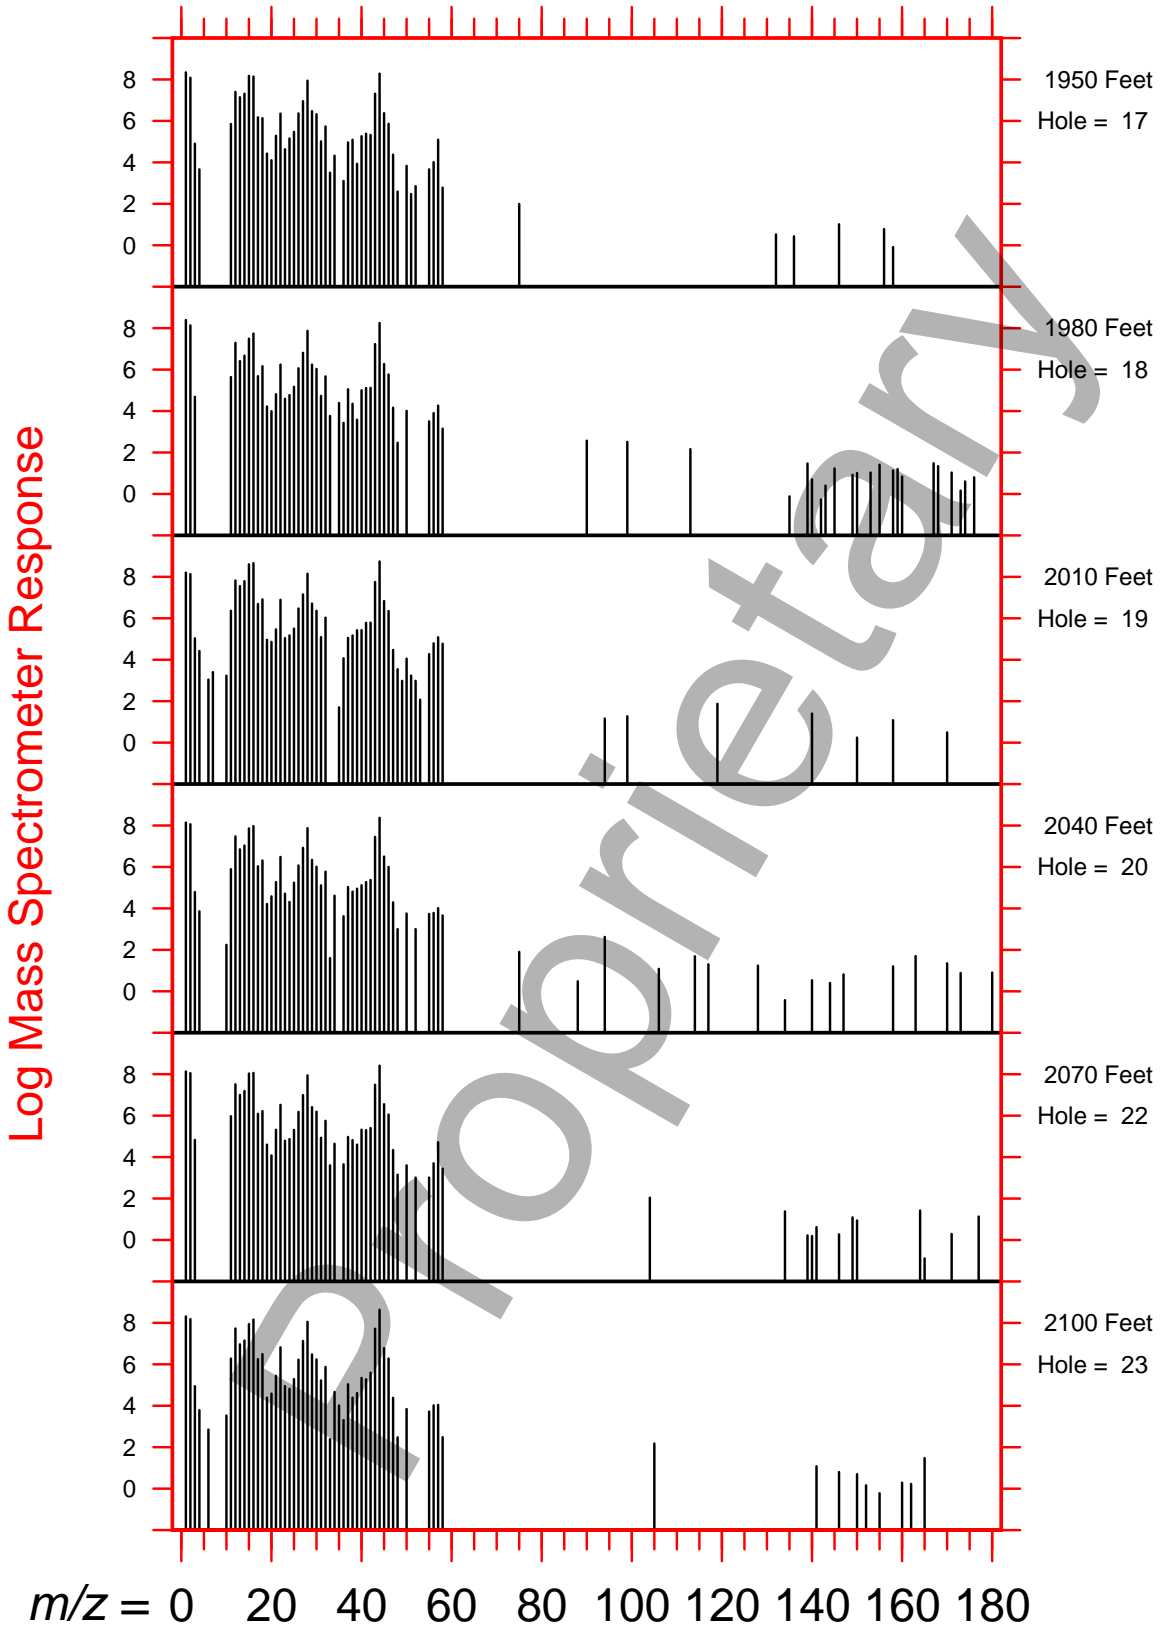 8
6
4
2
0
1950 Feet
Hole = 17
8
6
4
2
0
1980 Feet
Hole = 18
8
6
4
2
0
2010 Feet
Hole = 19
8
6
4
2
0
2040 Feet
Hole = 20
8
6
4
2
0
2070 Feet
Hole = 22
8
6
4
2
0
2100 Feet
Hole = 23
Log Mass Spectrometer Response
Proprietary
m/z = 0 20 40 60 80 100 120 140 160 180